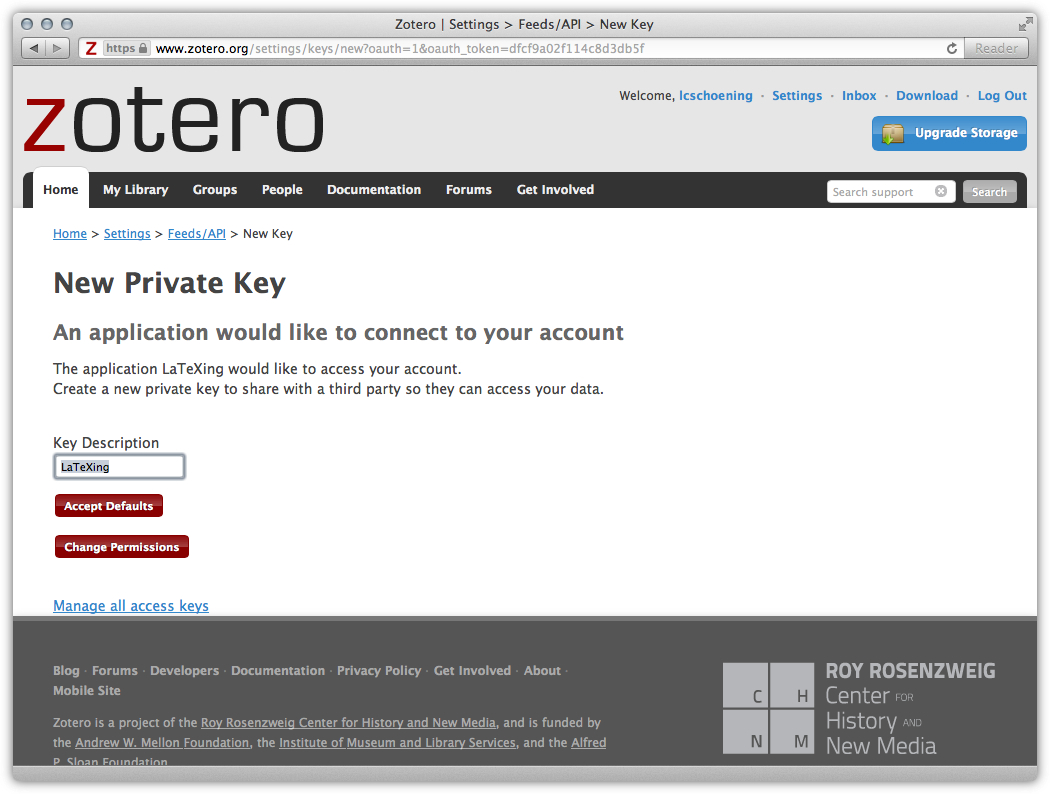 Zotero | Settings > Feeds/API > New Key
Z https www.zotero.org/settings/keys/new?oauth=1&oauth_token=dfcf9a02f114c8d3db5f Reader
zotero
Welcome, lcschoening · Settings · Inbox · Download · Log Out
Upgrade Storage
Home My Library Groups People Documentation Forums Get Involved Search support Search
Home > Settings > Feeds/API > New Key
New Private Key
An application would like to connect to your account
The application LaTeXing would like to access your account.
Create a new private key to share with a third party so they can access your data.
Key Description
LaTeXing
Accept Defaults
Change Permissions
Manage all access keys
Blog · Forums · Developers · Documentation · Privacy Policy · Get Involved · About ·
Mobile Site
Zotero is a project of the Roy Rosenzweig Center for History and New Media, and is funded by
the Andrew W. Mellon Foundation, the Institute of Museum and Library Services, and the Alfred
P. Sloan Foundation.
C H
N M
ROY ROSENZWEIG
Center FOR
History AND
New Media